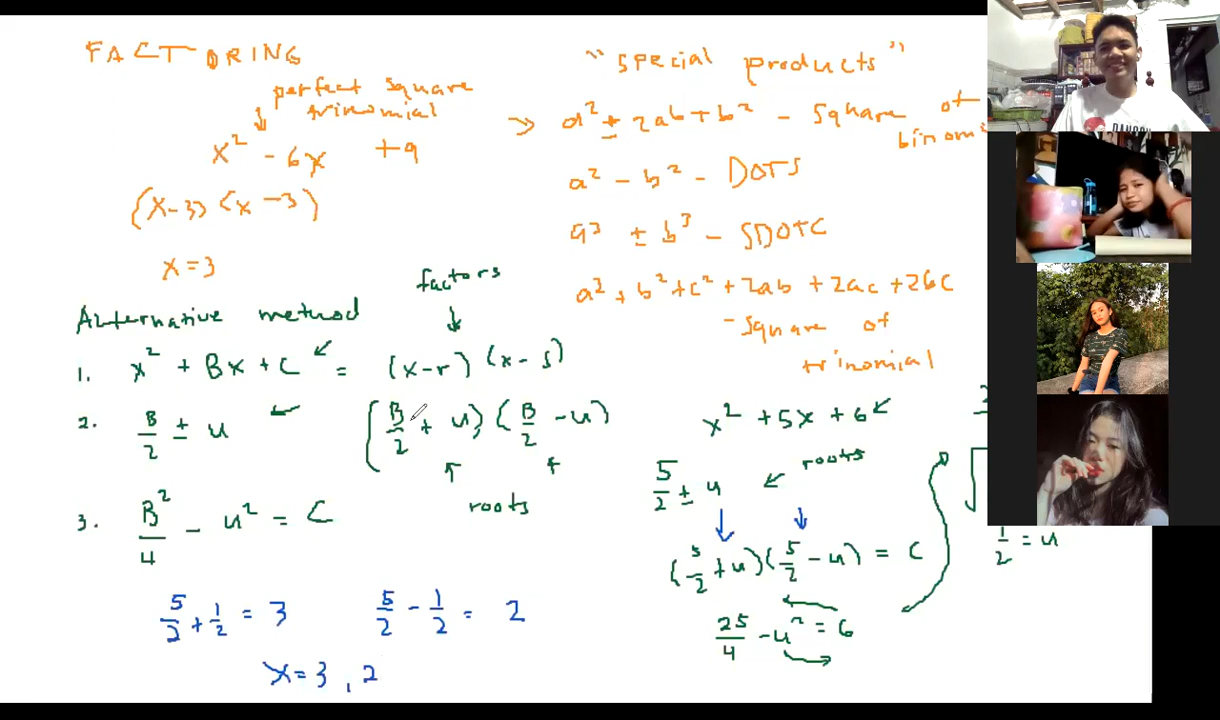 FACTORING
perfect square
trinomial
x² - 6x +9
(x-3)(x-3)
x=3
"special products"
a² ± 2ab + b² - square of
a² - b² - DOTS
a³ ± b³ - SDOTC
a² + b² + c² + 2ab + 2ac + 2bc
- square of
trinomial
Alternative method
factors
1. x² + Bx + C = (x-r)(x-s)
2. B/2 ± u (B/2 + u)(B/2 - u)
roots
3. B²/4 - u² = C
5/2 + 1/2 = 3 5/2 - 1/2 = 2
x=3, 2
x² + 5x + 6
5/2 ± u roots
(5/2 + u)(5/2 - u) = C
25/4 - u² = 6
1/2 = u